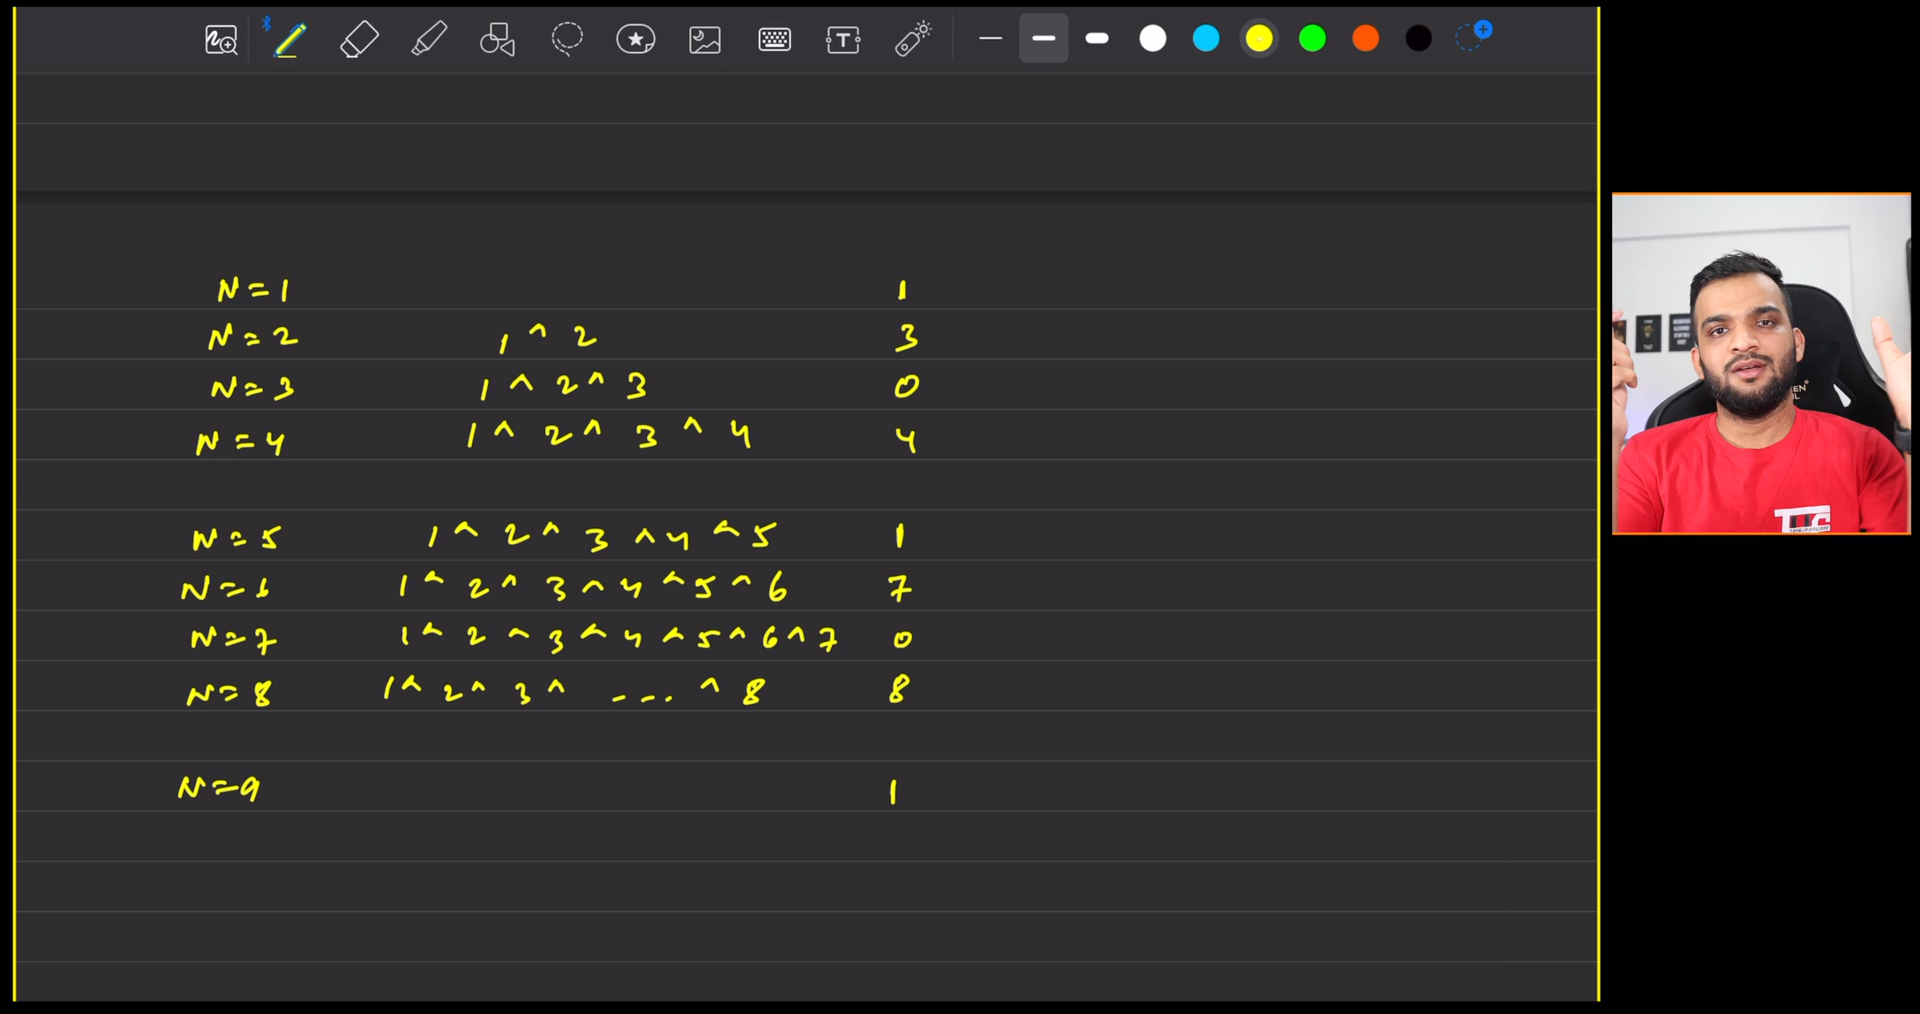 N=1 1
N=2 1 ^ 2 3
N=3 1 ^ 2 ^ 3 0
N=4 1 ^ 2 ^ 3 ^ 4 4
N=5 1 ^ 2 ^ 3 ^ 4 ^ 5 1
N=6 1 ^ 2 ^ 3 ^ 4 ^ 5 ^ 6 7
N=7 1 ^ 2 ^ 3 ^ 4 ^ 5 ^ 6 ^ 7 0
N=8 1 ^ 2 ^ 3 ^ ... ^ 8 8
N=9 1
T